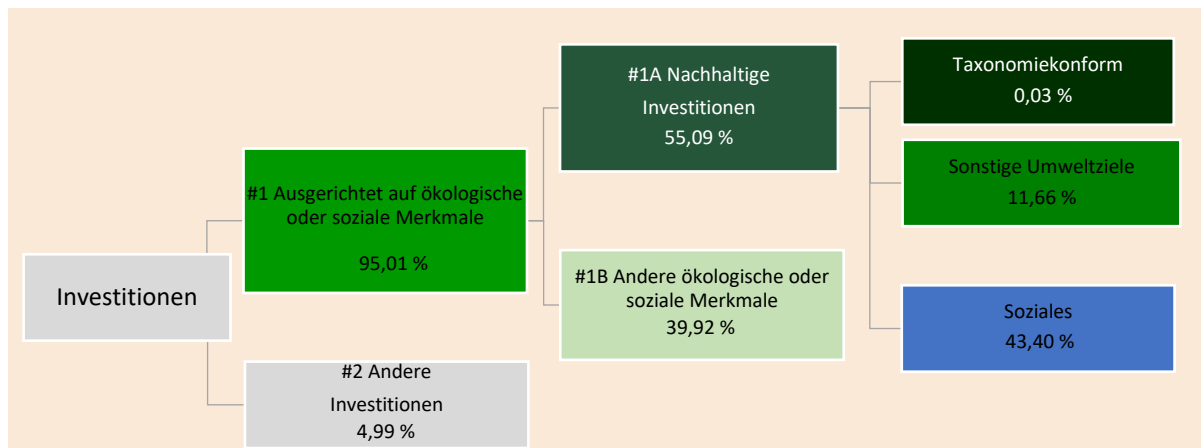 Investitionen
#1 Ausgerichtet auf ökologische
oder soziale Merkmale
95,01 %
#2 Andere
Investitionen
4,99 %
#1A Nachhaltige
Investitionen
55,09 %
#1B Andere ökologische oder
soziale Merkmale
39,92 %
Taxonomiekonform
0,03 %
Sonstige Umweltziele
11,66 %
Soziales
43,40 %